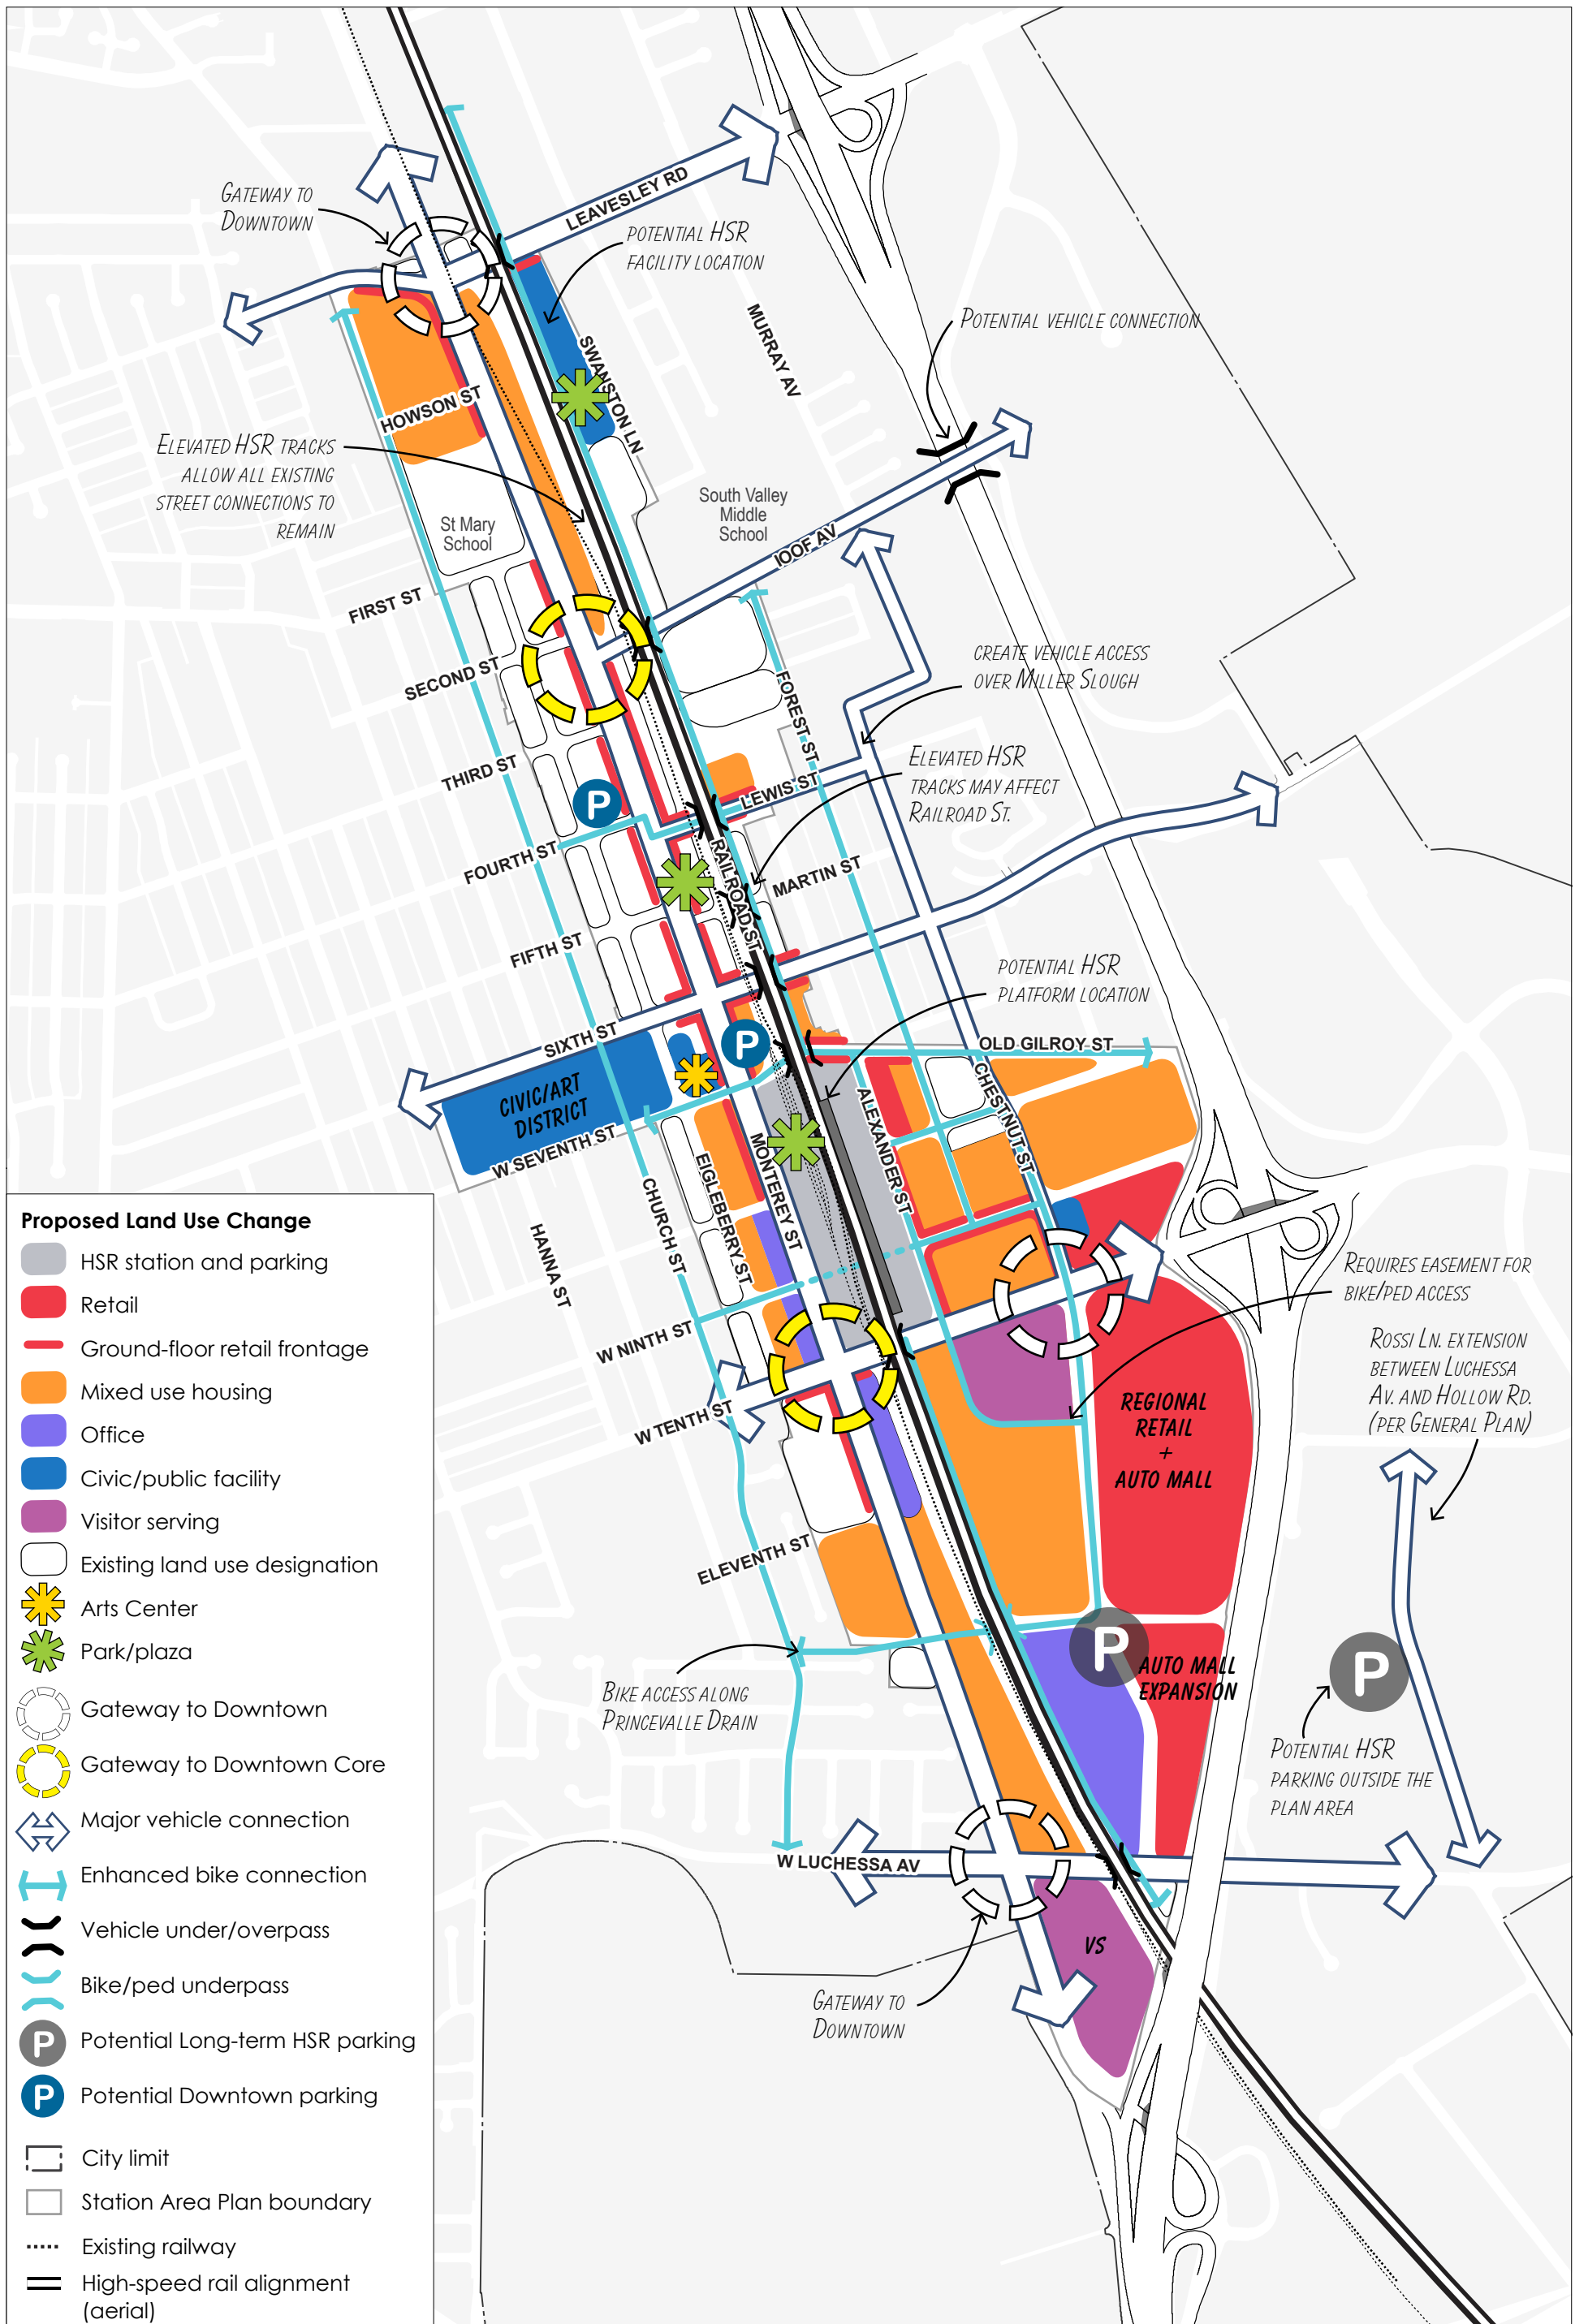 GATEWAY TO
DOWNTOWN
LEAVESLEY RD
POTENTIAL HSR
FACILITY LOCATION
MURRAY AV
POTENTIAL VEHICLE CONNECTION
SWANSTON LN
HOWSON ST
ELEVATED HSR TRACKS
ALLOW ALL EXISTING
STREET CONNECTIONS TO
REMAIN
St Mary
School
South Valley
Middle
School
IOOF AV
FIRST ST
SECOND ST
CREATE VEHICLE ACCESS
OVER MILLER SLOUGH
FOREST ST
THIRD ST
ELEVATED HSR
TRACKS MAY AFFECT
RAILROAD ST.
P
LEWIS ST
FOURTH ST
RAILROAD ST
MARTIN ST
FIFTH ST
POTENTIAL HSR
PLATFORM LOCATION
SIXTH ST
P
OLD GILROY ST
CIVIC/ART
DISTRICT
W SEVENTH ST
CHESTNUT ST
ALEXANDER ST
MONTEREY ST
EIGLEBERRY ST
CHURCH ST
HANNA ST
REQUIRES EASEMENT FOR
BIKE/PED ACCESS
W NINTH ST
ROSSI LN. EXTENSION
BETWEEN LUCHESSA
AV. AND HOLLOW RD.
(PER GENERAL PLAN)
W TENTH ST
REGIONAL
RETAIL
+
AUTO MALL
ELEVENTH ST
P
AUTO MALL
EXPANSION
P
BIKE ACCESS ALONG
PRINCEVALLE DRAIN
POTENTIAL HSR
PARKING OUTSIDE THE
PLAN AREA
W LUCHESSA AV
VS
GATEWAY TO
DOWNTOWN
Proposed Land Use Change
HSR station and parking
Retail
Ground-floor retail frontage
Mixed use housing
Office
Civic/public facility
Visitor serving
Existing land use designation
Arts Center
Park/plaza
Gateway to Downtown
Gateway to Downtown Core
Major vehicle connection
Enhanced bike connection
Vehicle under/overpass
Bike/ped underpass
P Potential Long-term HSR parking
P Potential Downtown parking
City limit
Station Area Plan boundary
Existing railway
High-speed rail alignment
(aerial)